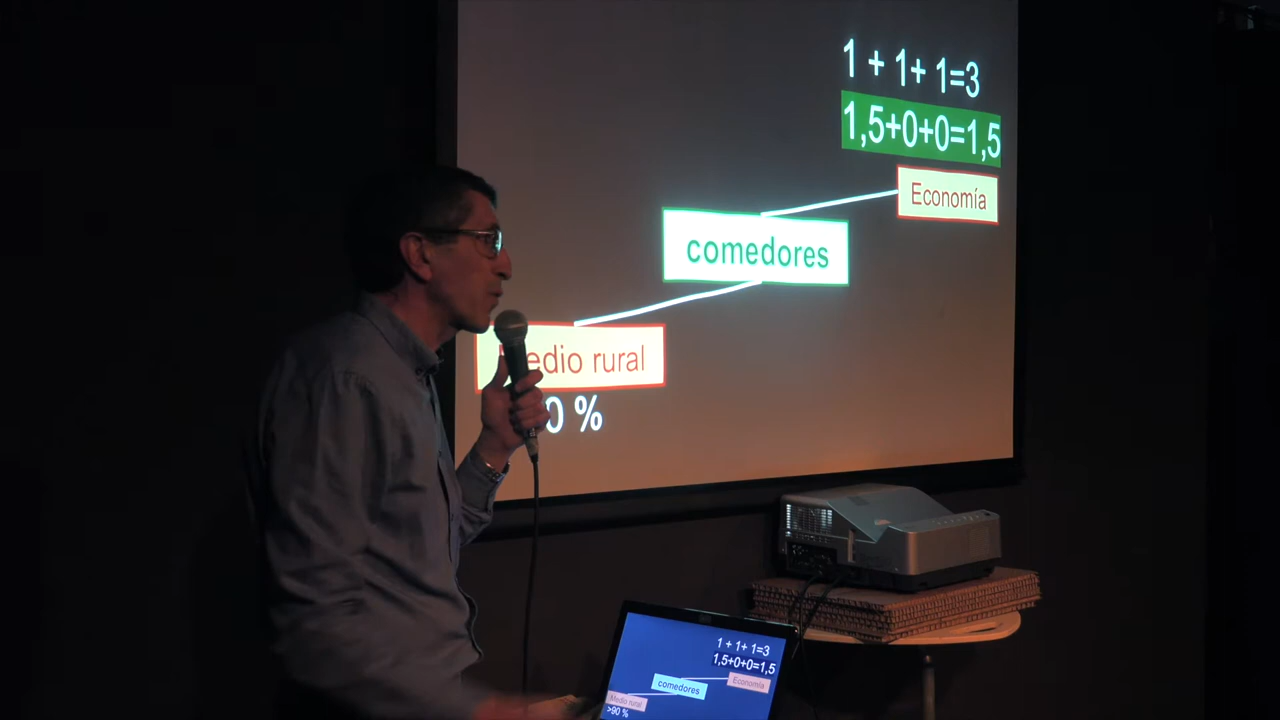 1 + 1+ 1=3
1,5+0+0=1,5
Economía
comedores
Medio rural
0 %
1 + 1+ 1=3
1,5+0+0=1,5
Economía
comedores
Medio rural
>90 %